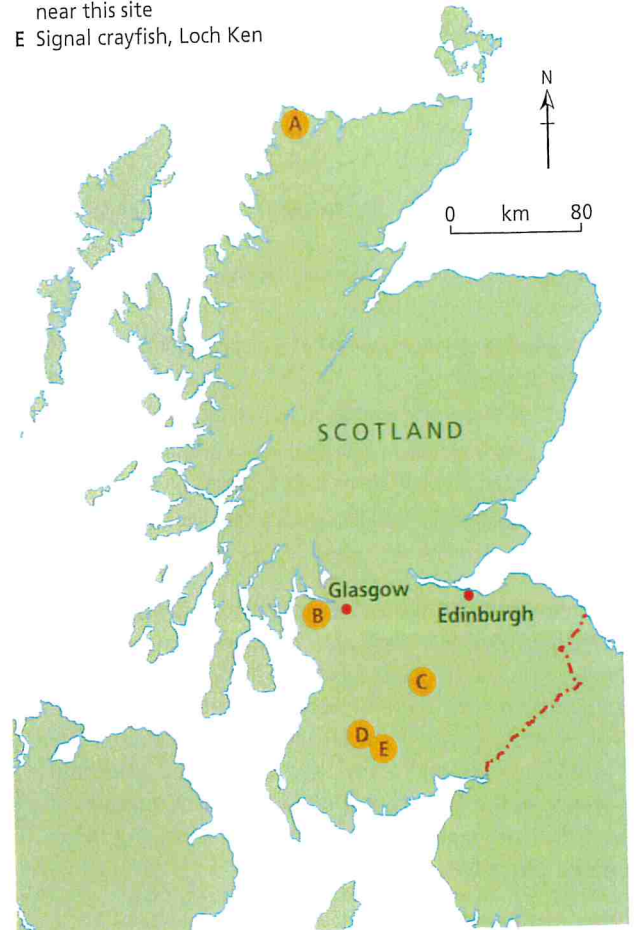 near this site
E Signal crayfish, Loch Ken
A
N
0 km 80
SCOTLAND
Glasgow
B
Edinburgh
C
D
E